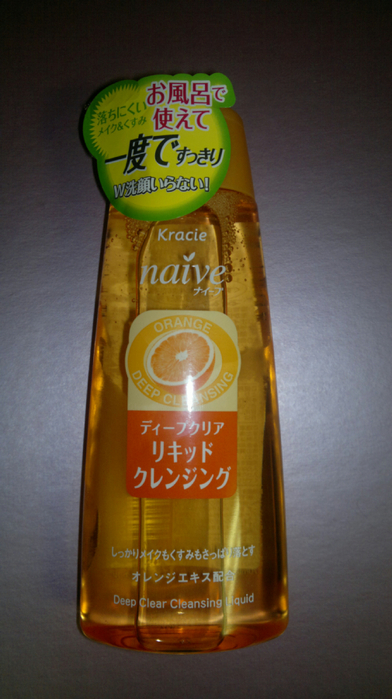 落ちにくい
メイク&くすみ
お風呂で
使えて
一度ですっきり
W洗顔いらない!
Kracie
naive
ナイーブ
ORANGE
DEEP CLEANSING
ディープクリア
リキッド
クレンジング
しっかりメイクもくすみもさっぱり落とす
オレンジエキス配合
Deep Clear Cleansing Liquid